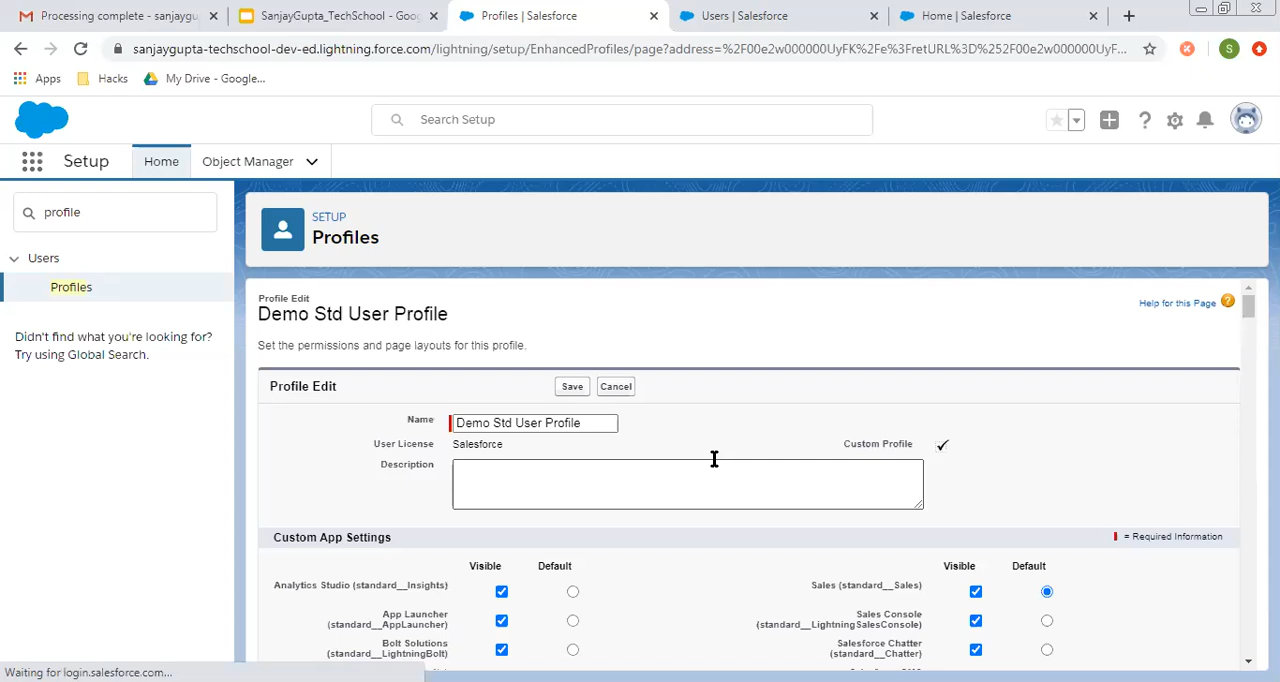 Processing complete - sanjaygu
SanjayGupta_TechSchool - Goog
Profiles | Salesforce
Users | Salesforce
Home | Salesforce
sanjaygupta-techschool-dev-ed.lightning.force.com/lightning/setup/EnhancedProfiles/page?address=%2F00e2w000000UyFK%2Fe%3FretURL%3D%252F00e2w000000UyF...
S
Apps
Hacks
My Drive - Google...
Search Setup
Setup
Home
Object Manager
profile
Users
Profiles
Didn't find what you're looking for?
Try using Global Search.
SETUP
Profiles
Profile Edit
Demo Std User Profile
Help for this Page
Set the permissions and page layouts for this profile.
Profile Edit
Save
Cancel
Name
Demo Std User Profile
User License
Salesforce
Custom Profile
Description
Custom App Settings
= Required Information
Visible
Default
Visible
Default
Analytics Studio (standard__Insights)
Sales (standard__Sales)
App Launcher
(standard__AppLauncher)
Sales Console
(standard__LightningSalesConsole)
Bolt Solutions
(standard__LightningBolt)
Salesforce Chatter
(standard__Chatter)
Waiting for login.salesforce.com...